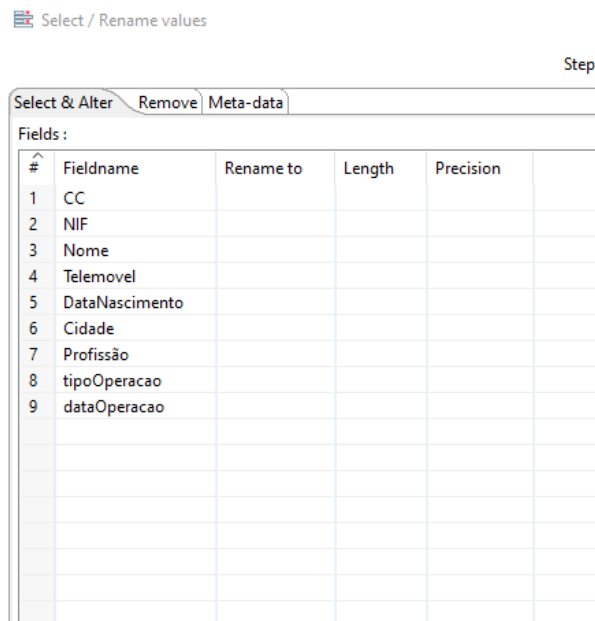 Select / Rename values
Step
Select & Alter Remove Meta-data
Fields :
# Fieldname Rename to Length Precision
1 CC
2 NIF
3 Nome
4 Telemovel
5 DataNascimento
6 Cidade
7 Profissão
8 tipoOperacao
9 dataOperacao